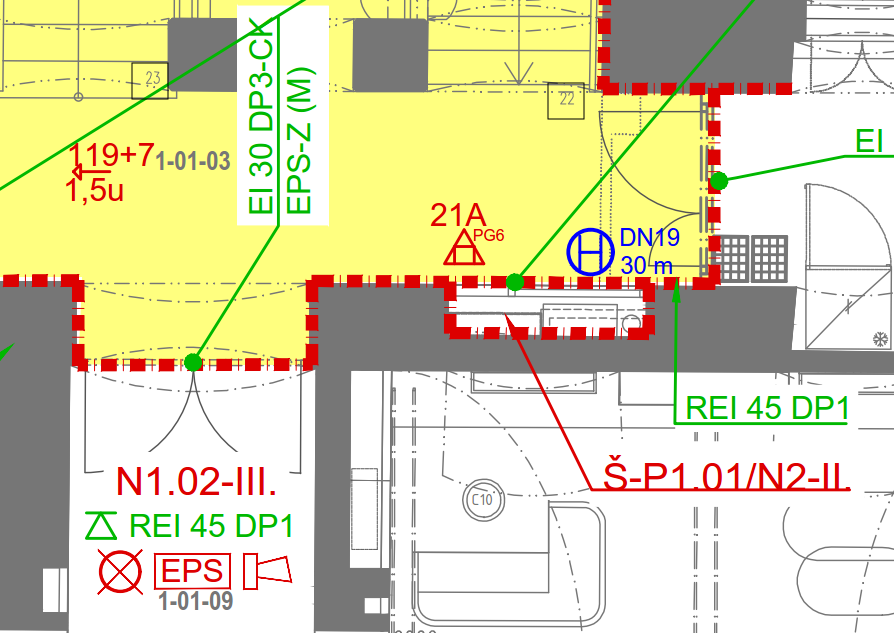 23
EI 30 DP3-CK
EPS-Z (M)
22
119+7
1-01-03
1,5u
EI
21A
PG6
DN19
30 m
REI 45 DP1
N1.02-III.
Š-P1.01/N2-II.
C10
REI 45 DP1
EPS
1-01-09